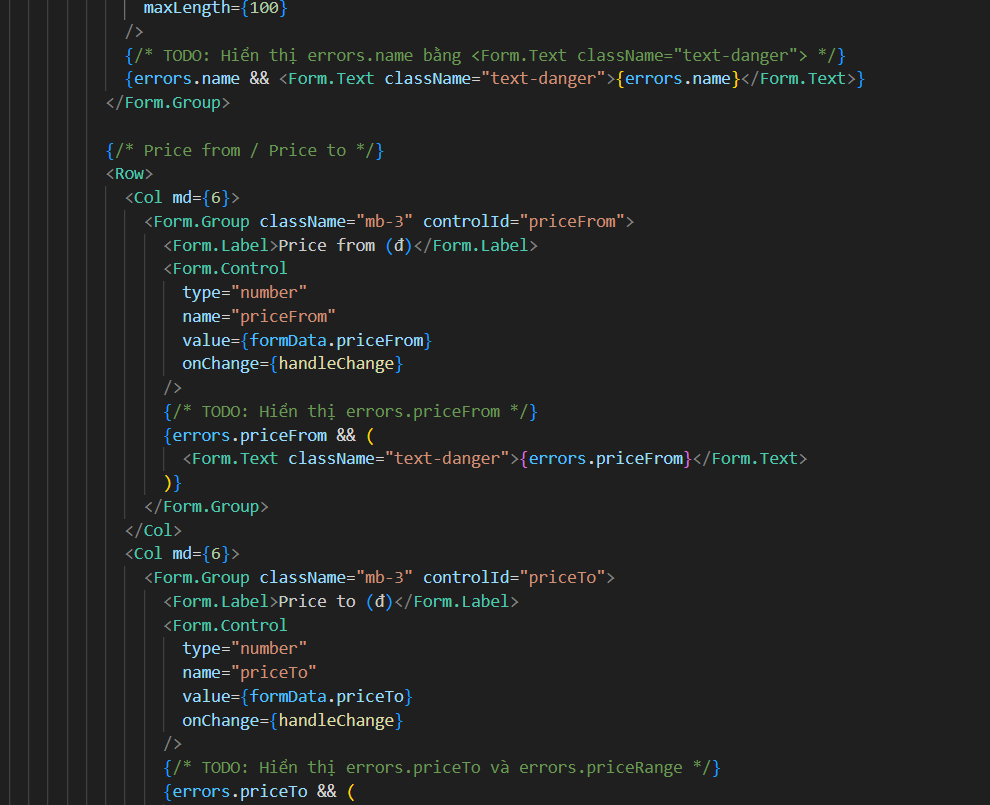 maxLength={100}
/>
{/* TODO: Hiển thị errors.name bằng <Form.Text className="text-danger"> */}
{errors.name && <Form.Text className="text-danger">{errors.name}</Form.Text>}
</Form.Group>
{/* Price from / Price to */}
<Row>
<Col md={6}>
<Form.Group className="mb-3" controlId="priceFrom">
<Form.Label>Price from (đ)</Form.Label>
<Form.Control
type="number"
name="priceFrom"
value={formData.priceFrom}
onChange={handleChange}
/>
{/* TODO: Hiển thị errors.priceFrom */}
{errors.priceFrom && (
<Form.Text className="text-danger">{errors.priceFrom}</Form.Text>
)}
</Form.Group>
</Col>
<Col md={6}>
<Form.Group className="mb-3" controlId="priceTo">
<Form.Label>Price to (đ)</Form.Label>
<Form.Control
type="number"
name="priceTo"
value={formData.priceTo}
onChange={handleChange}
/>
{/* TODO: Hiển thị errors.priceTo và errors.priceRange */}
{errors.priceTo && (